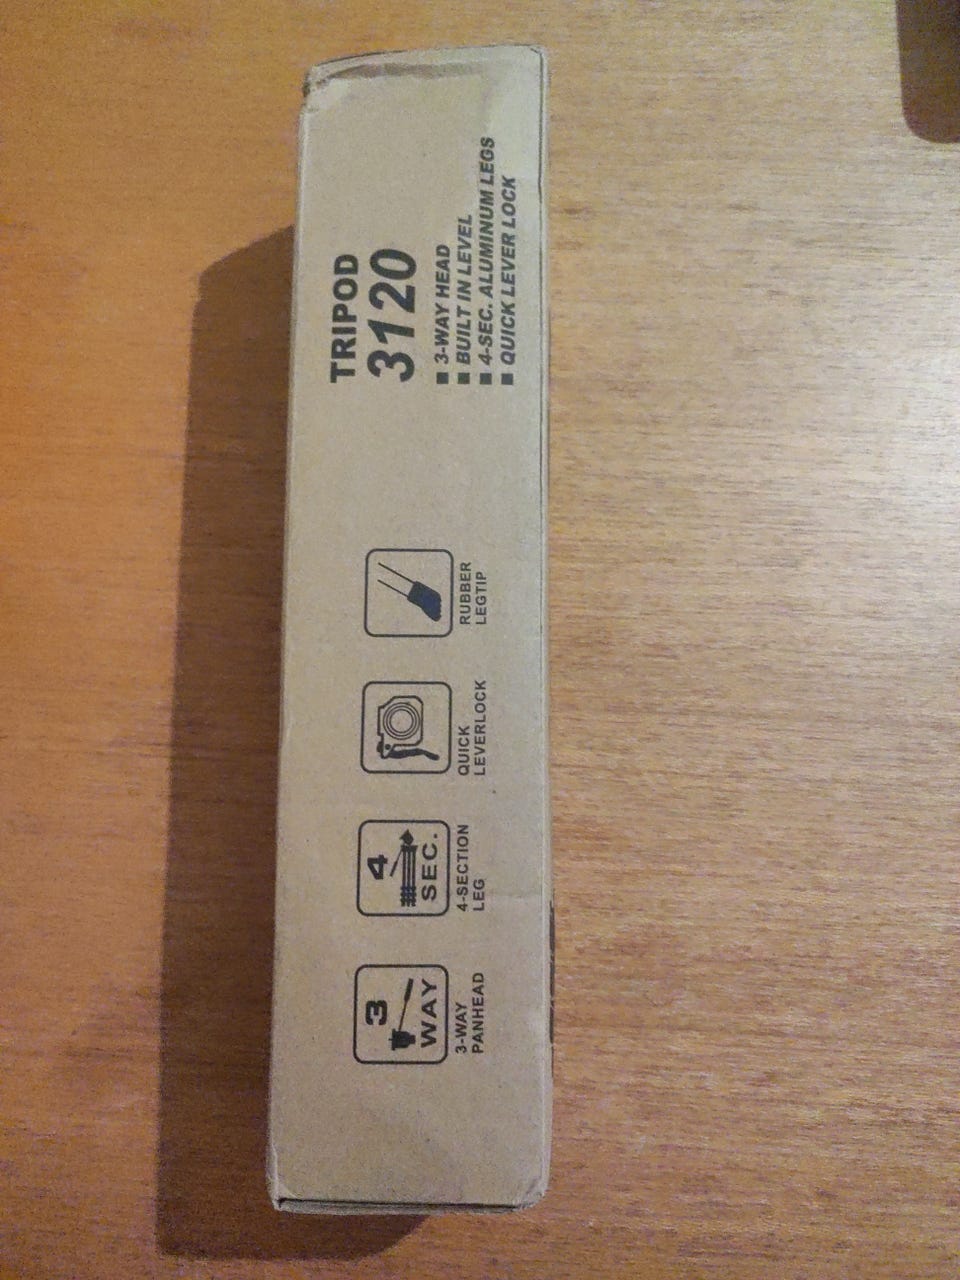 TRIPOD
3120
■ 3-WAY HEAD
■ BUILT IN LEVEL
■ 4-SEC. ALUMINUM LEGS
■ QUICK LEVER LOCK
3
WAY
3-WAY
PANHEAD
4
SEC.
4-SECTION
LEG
QUICK
LEVERLOCK
RUBBER
LEGTIP